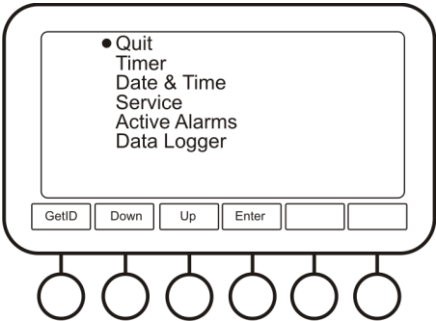 Quit
Timer
Date & Time
Service
Active Alarms
Data Logger
GetID Down Up Enter